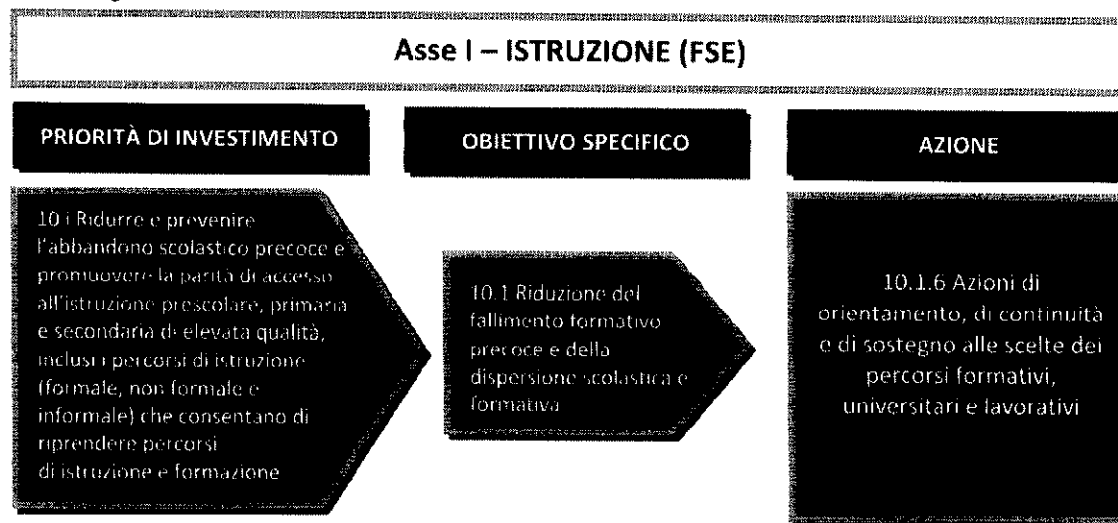 Asse I – ISTRUZIONE (FSE)
PRIORITÀ DI INVESTIMENTO
OBIETTIVO SPECIFICO
AZIONE
10 i Ridurre e prevenire
l'abbandono scolastico precoce e
promuovere la parità di accesso
all'istruzione prescolare, primaria
e secondaria di elevata qualità,
inclusi i percorsi di istruzione
(formale, non formale e
informale) che consentano di
riprendere percorsi
di istruzione e formazione
10.1 Riduzione del
fallimento formativo
precoce e della
dispersione scolastica e
formativa
10.1.6 Azioni di
orientamento, di continuità
e di sostegno alle scelte dei
percorsi formativi,
universitari e lavorativi